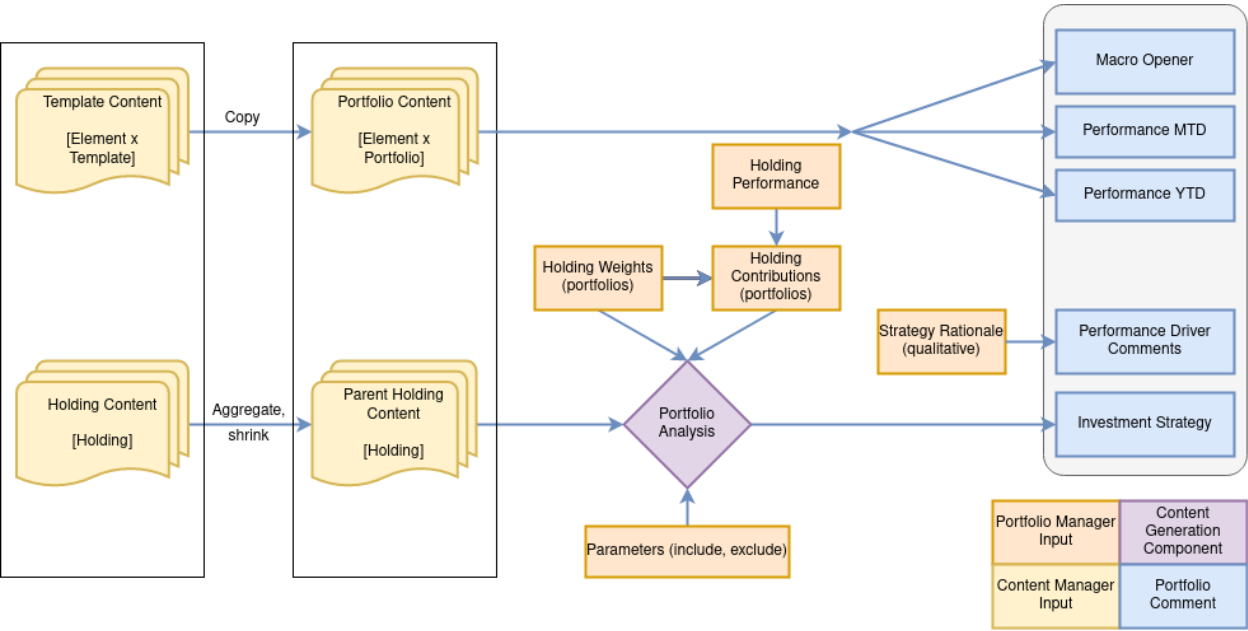 Template Content
[Element x
Template]
Copy
Portfolio Content
[Element x
Portfolio]
Macro Opener
Performance MTD
Performance YTD
Holding
Performance
Holding Weights
(portfolios)
Holding
Contributions
(portfolios)
Strategy Rationale
(qualitative)
Performance Driver
Comments
Holding Content
[Holding]
Aggregate,
shrink
Parent Holding
Content
[Holding]
Portfolio
Analysis
Investment Strategy
Parameters (include, exclude)
Portfolio Manager
Input
Content
Generation
Component
Content Manager
Input
Portfolio
Comment